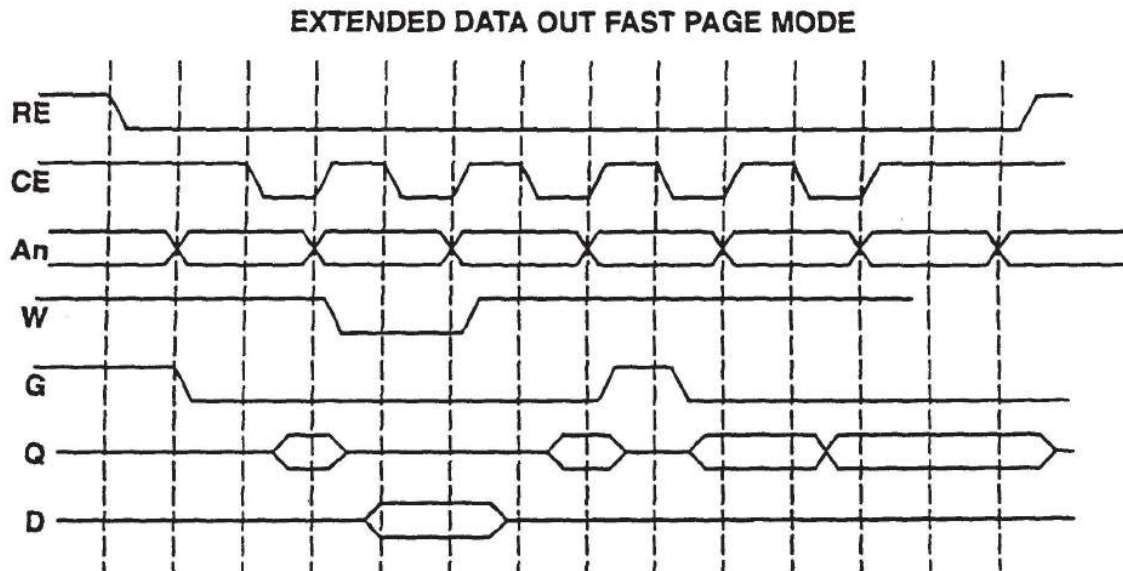 EXTENDED DATA OUT FAST PAGE MODE
RE
CE
An
W
G
Q
D